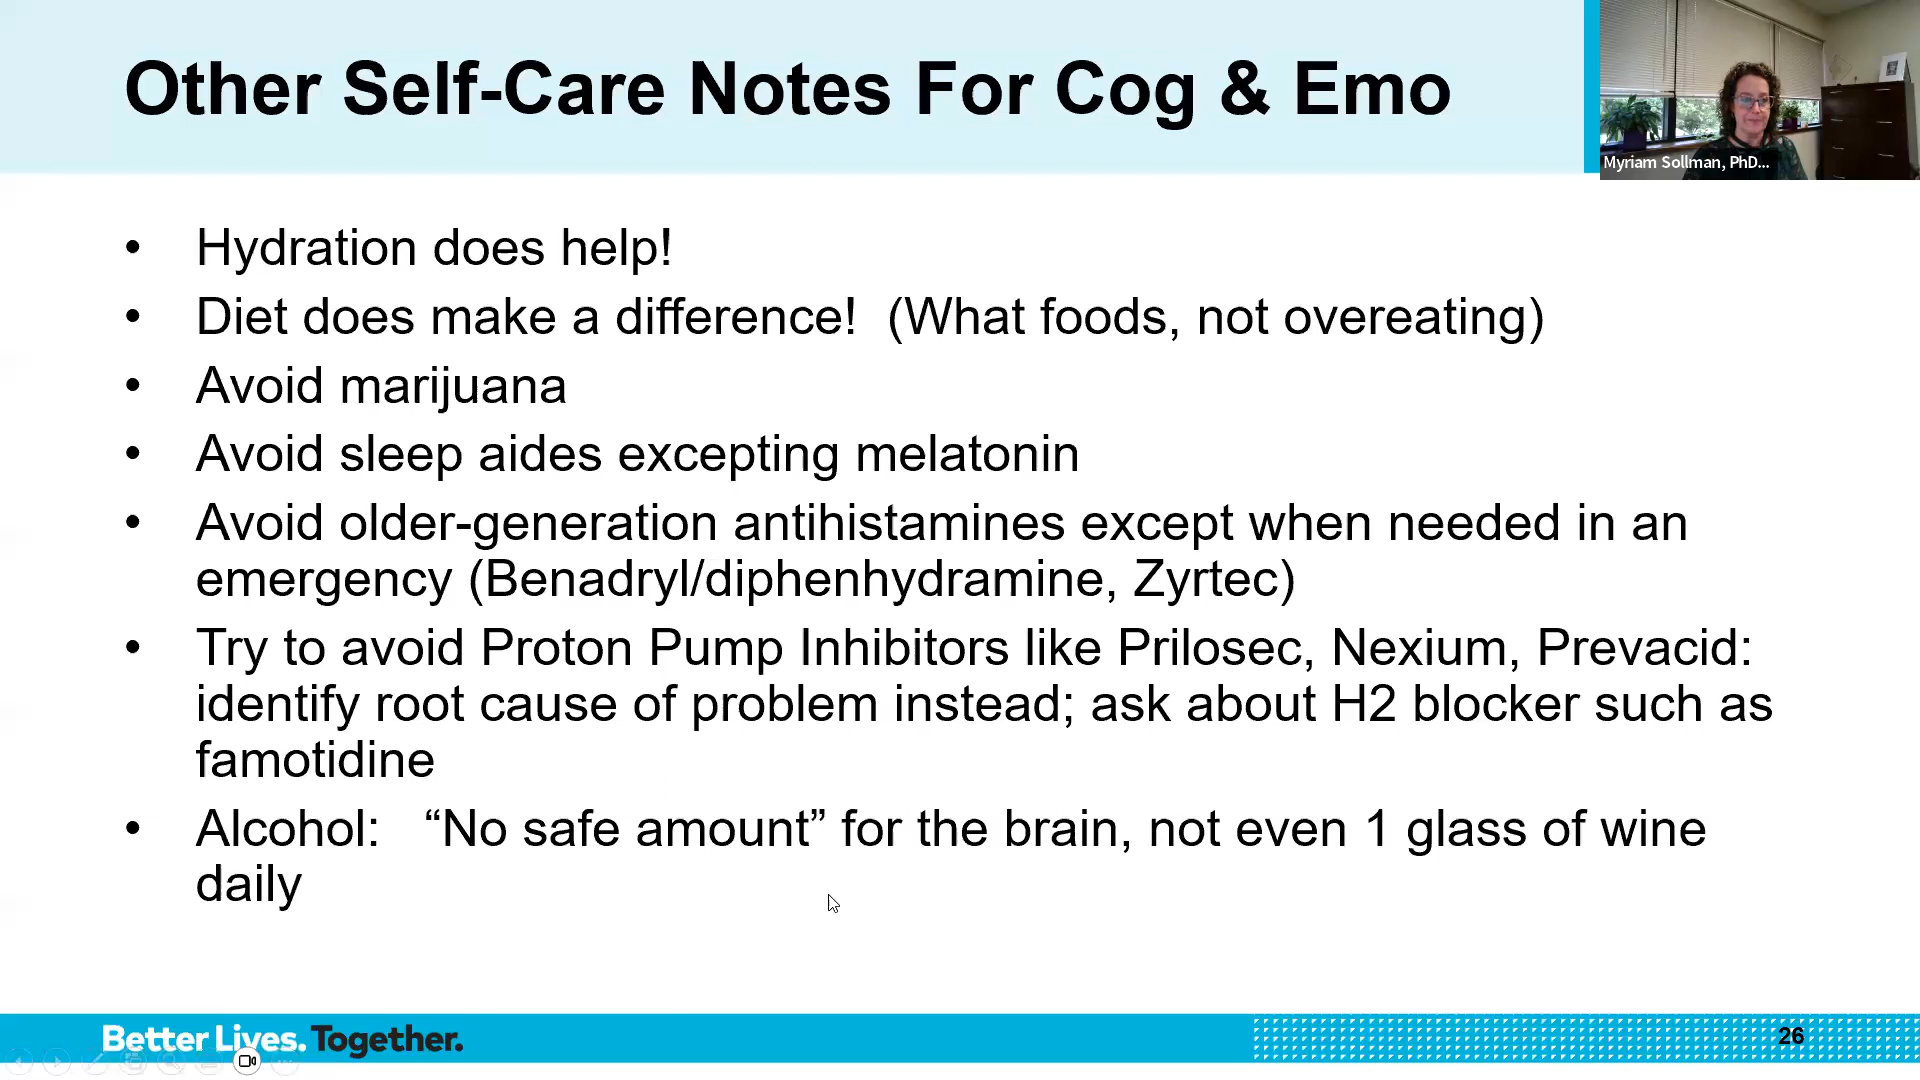 Other Self-Care Notes For Cog & Emo
Myriam Sollman, PhD...
• Hydration does help!
• Diet does make a difference!  (What foods, not overeating)
• Avoid marijuana
• Avoid sleep aides excepting melatonin
• Avoid older-generation antihistamines except when needed in an
emergency (Benadryl/diphenhydramine, Zyrtec)
• Try to avoid Proton Pump Inhibitors like Prilosec, Nexium, Prevacid:
identify root cause of problem instead; ask about H2 blocker such as
famotidine
• Alcohol:   “No safe amount” for the brain, not even 1 glass of wine
daily
Better Lives. Together.
26